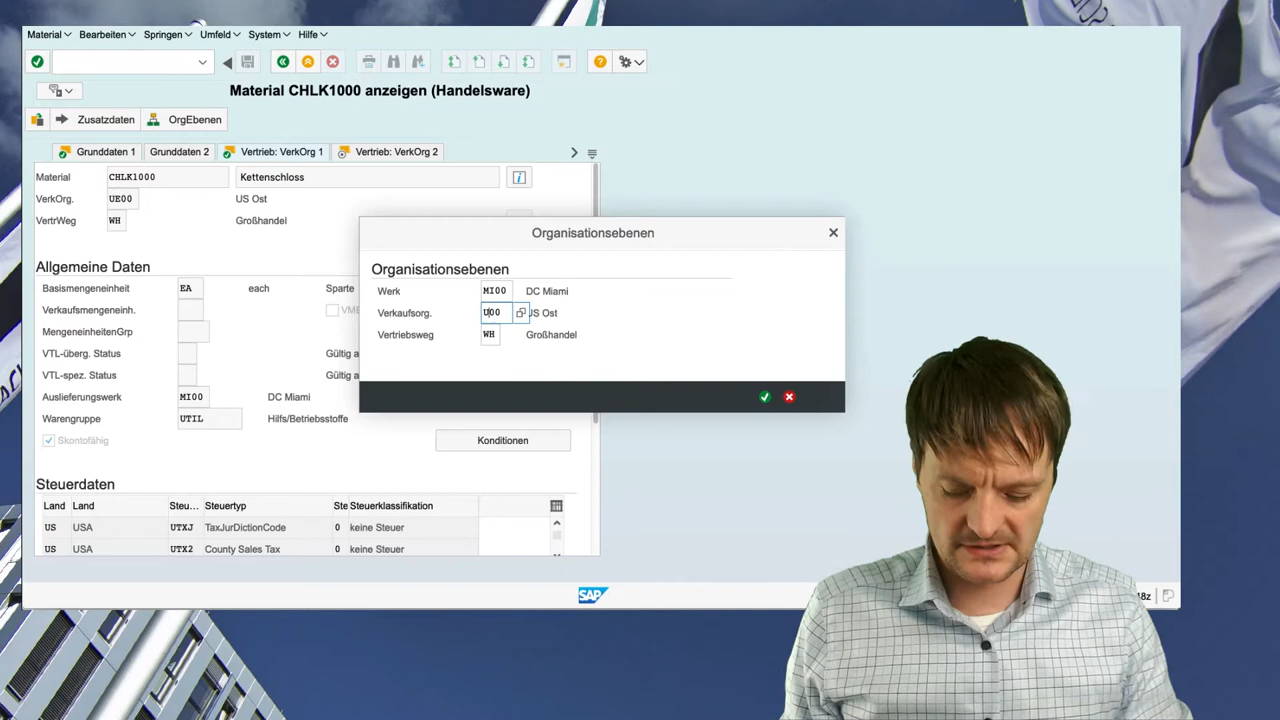 Material Bearbeiten Springen Umfeld System Hilfe
Material CHLK1000 anzeigen (Handelsware)
Zusatzdaten OrgEbenen
Grunddaten 1 Grunddaten 2 Vertrieb: VerkOrg 1 Vertrieb: VerkOrg 2
Material CHLK1000 Kettenschloss
VerkOrg. UE00 US Ost
VertrWeg WH Großhandel
Allgemeine Daten
Basismengeneinheit EA each Sparte
Verkaufsmengeneinh. VME
MengeneinheitenGrp
VTL-überg. Status Gültig a
VTL-spez. Status Gültig a
Auslieferungswerk MI00 DC Miami
Warengruppe UTIL Hilfs/Betriebsstoffe
Skontofähig Konditionen
Steuerdaten
Land Land Steu... Steuertyp Ste Steuerklassifikation
US USA UTXJ TaxJurDictionCode 0 keine Steuer
US USA UTX2 County Sales Tax 0 keine Steuer
Organisationsebenen
Organisationsebenen
Werk MI00 DC Miami
Verkaufsorg. U00 US Ost
Vertriebsweg WH Großhandel
SAP